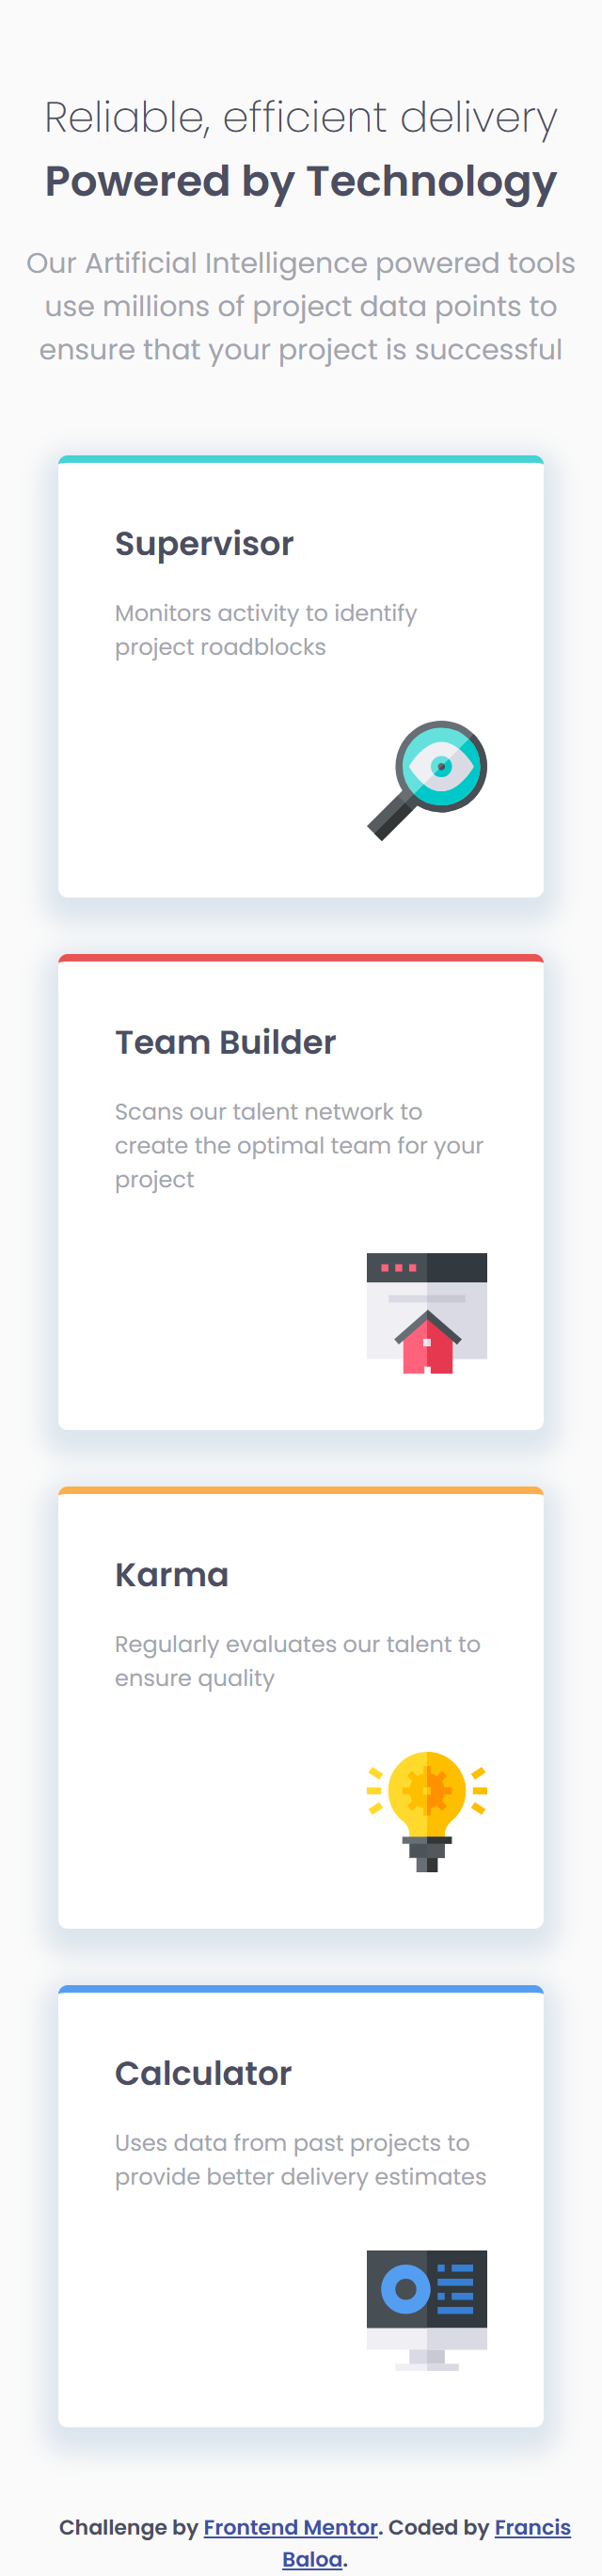 Reliable, efficient delivery
Powered by Technology
Our Artificial Intelligence powered tools
use millions of project data points to
ensure that your project is successful
Supervisor
Monitors activity to identify
project roadblocks
Team Builder
Scans our talent network to
create the optimal team for your
project
Karma
Regularly evaluates our talent to
ensure quality
Calculator
Uses data from past projects to
provide better delivery estimates
Challenge by Frontend Mentor. Coded by Francis
Baloa.